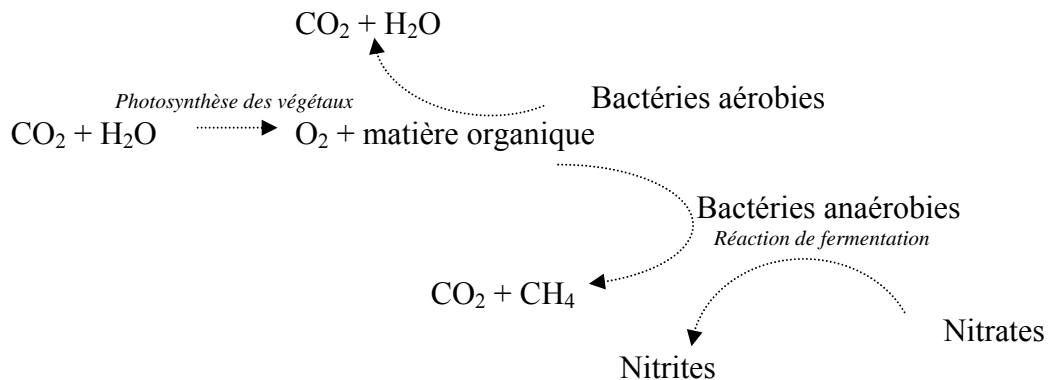 CO₂ + H₂O
Photosynthèse des végétaux
Bactéries aérobies
CO₂ + H₂O
O₂ + matière organique
Bactéries anaérobies
Réaction de fermentation
CO₂ + CH₄
Nitrates
Nitrites